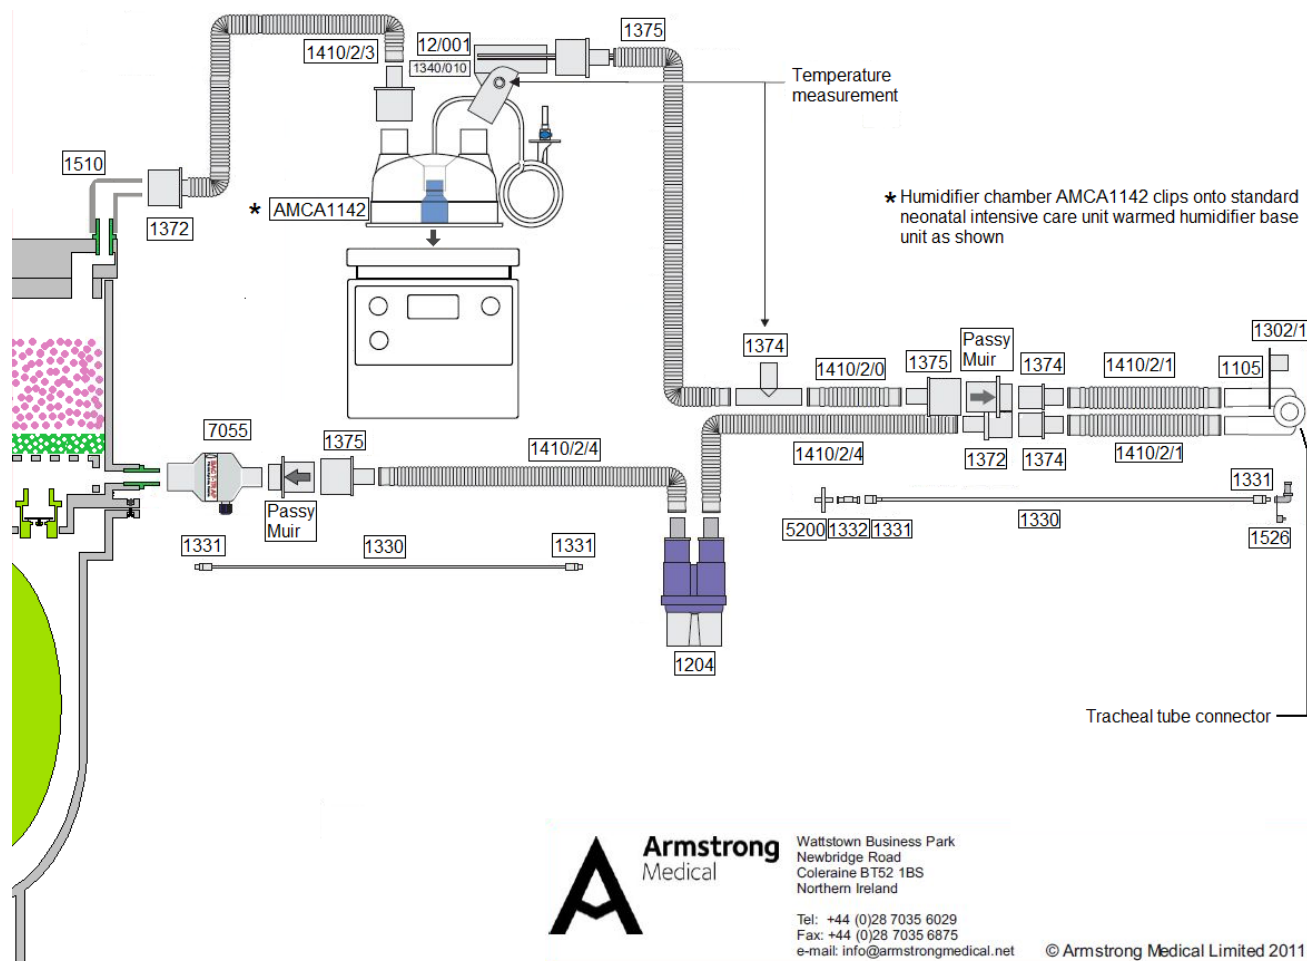 1375
12/001
1410/2/3
1340/010
Temperature
measurement
1510
* AMCA1142
1372
* Humidifier chamber AMCA1142 clips onto standard
neonatal intensive care unit warmed humidifier base
unit as shown
1302/1
1374
Passy
Muir
1375
1374
1410/2/0
1410/2/1
1105
7055
1375
1410/2/4
1410/2/4
1372
1374
1410/2/1
BACT-TRAP
1331
Passy
Muir
5200
1332
1331
1330
1526
1331
1330
1331
1204
Tracheal tube connector
Armstrong
Medical
Wattstown Business Park
Newbridge Road
Coleraine BT52 1BS
Northern Ireland
Tel: +44 (0)28 7035 6029
Fax: +44 (0)28 7035 6875
e-mail: info@armstrongmedical.net
© Armstrong Medical Limited 2011